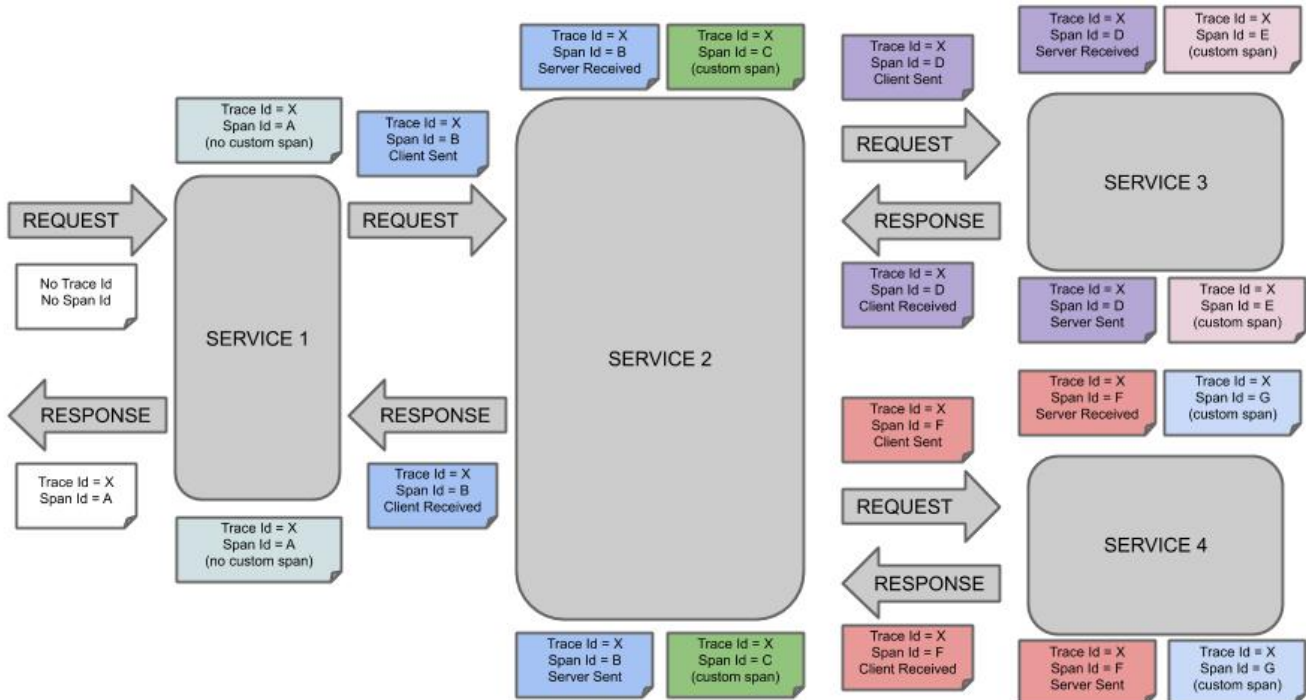 Trace Id = X
Span Id = B
Server Received
Trace Id = X
Span Id = C
(custom span)
Trace Id = X
Span Id = D
Client Sent
Trace Id = X
Span Id = D
Server Received
Trace Id = X
Span Id = E
(custom span)
Trace Id = X
Span Id = A
(no custom span)
Trace Id = X
Span Id = B
Client Sent
REQUEST
REQUEST
REQUEST
SERVICE 3
RESPONSE
No Trace Id
No Span Id
Trace Id = X
Span Id = D
Client Received
Trace Id = X
Span Id = D
Server Sent
Trace Id = X
Span Id = E
(custom span)
SERVICE 1
SERVICE 2
RESPONSE
RESPONSE
Trace Id = X
Span Id = F
Client Sent
Trace Id = X
Span Id = F
Server Received
Trace Id = X
Span Id = G
(custom span)
Trace Id = X
Span Id = A
Trace Id = X
Span Id = B
Client Received
REQUEST
SERVICE 4
Trace Id = X
Span Id = A
(no custom span)
RESPONSE
Trace Id = X
Span Id = B
Server Sent
Trace Id = X
Span Id = C
(custom span)
Trace Id = X
Span Id = F
Client Received
Trace Id = X
Span Id = F
Server Sent
Trace Id = X
Span Id = G
(custom span)